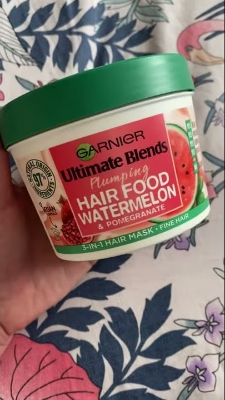 GARNIER
Ultimate Blends
Plumping
HAIR FOOD
WATERMELON
& POMEGRANATE
3-IN-1 HAIR MASK • FINE HAIR